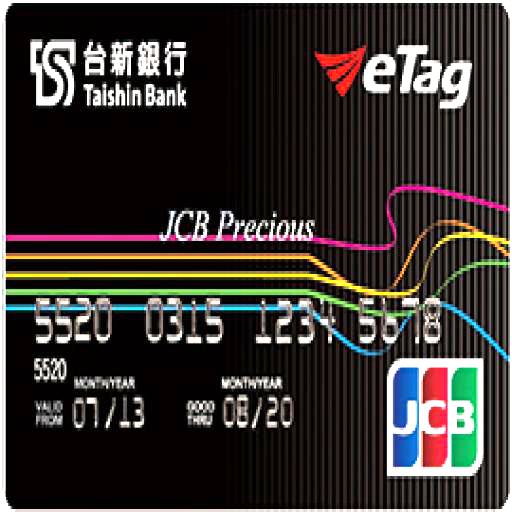 台新銀行
Taishin Bank
eTag
JCB Precious
5520 0315 1234 5678
5520
MONTH/YEAR MONTH/YEAR
VALID FROM 07/13 GOOD THRU 08/20
JCB